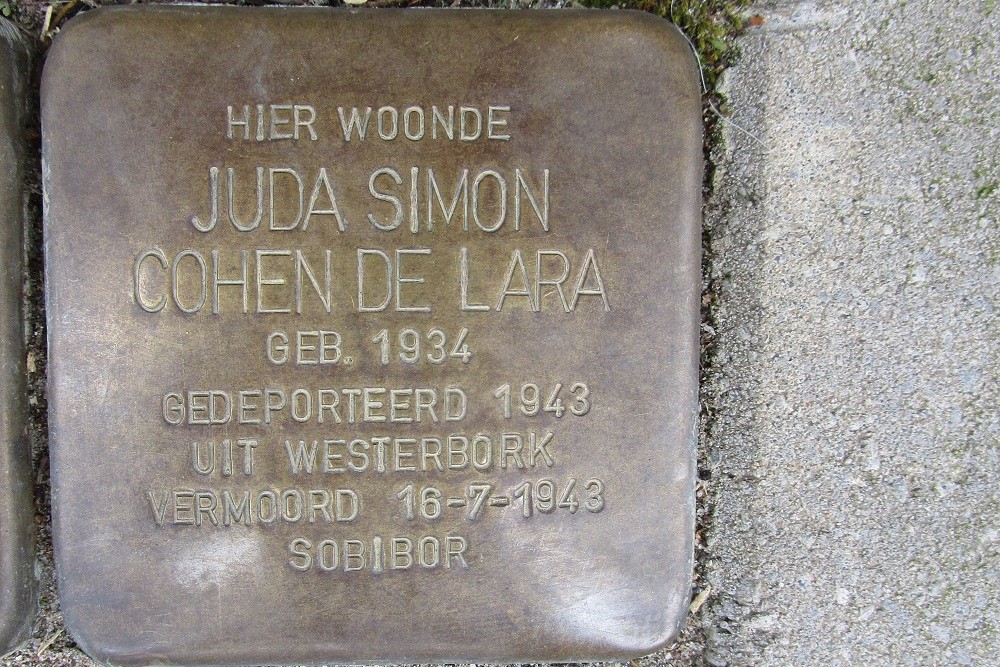 HIER WOONDE
JUDA SIMON
COHEN DE LARA
GEB. 1934
GEDEPORTEERD 1943
UIT WESTERBORK
VERMOORD 16-7-1943
SOBIBOR